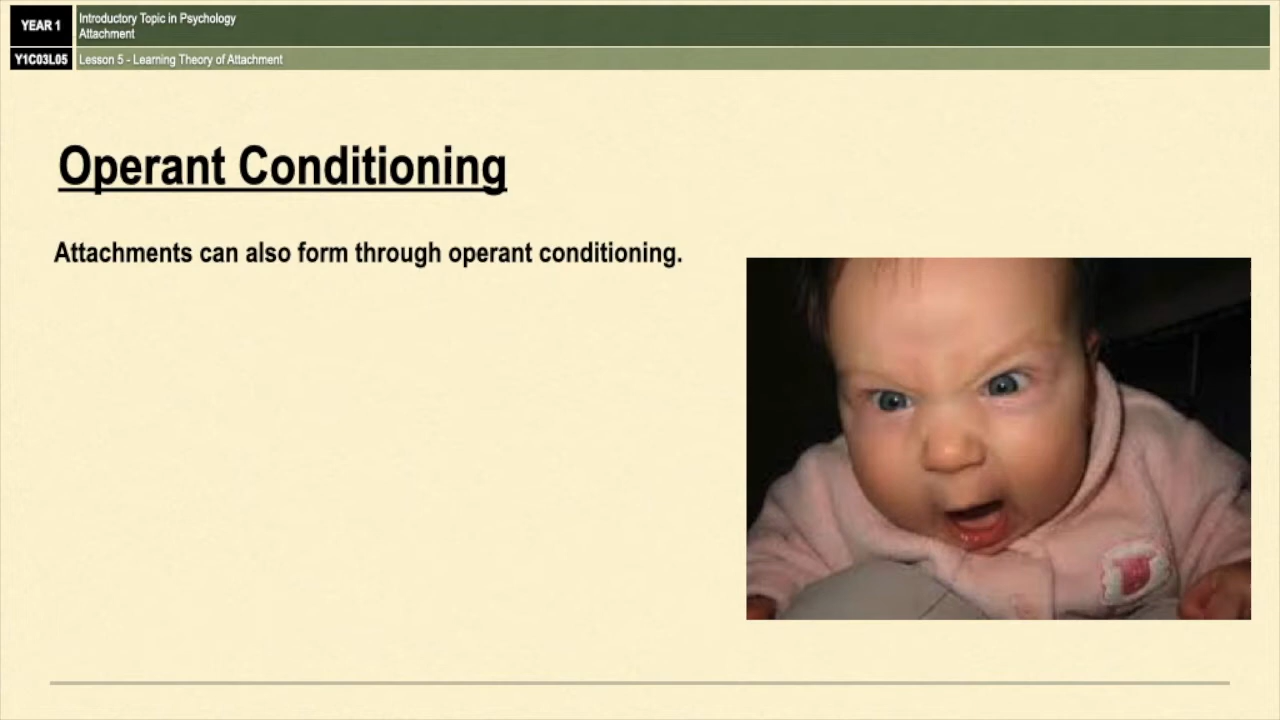 YEAR 1
Introductory Topic in Psychology
Attachment
Y1C03L05
Lesson 5 - Learning Theory of Attachment
Operant Conditioning
Attachments can also form through operant conditioning.